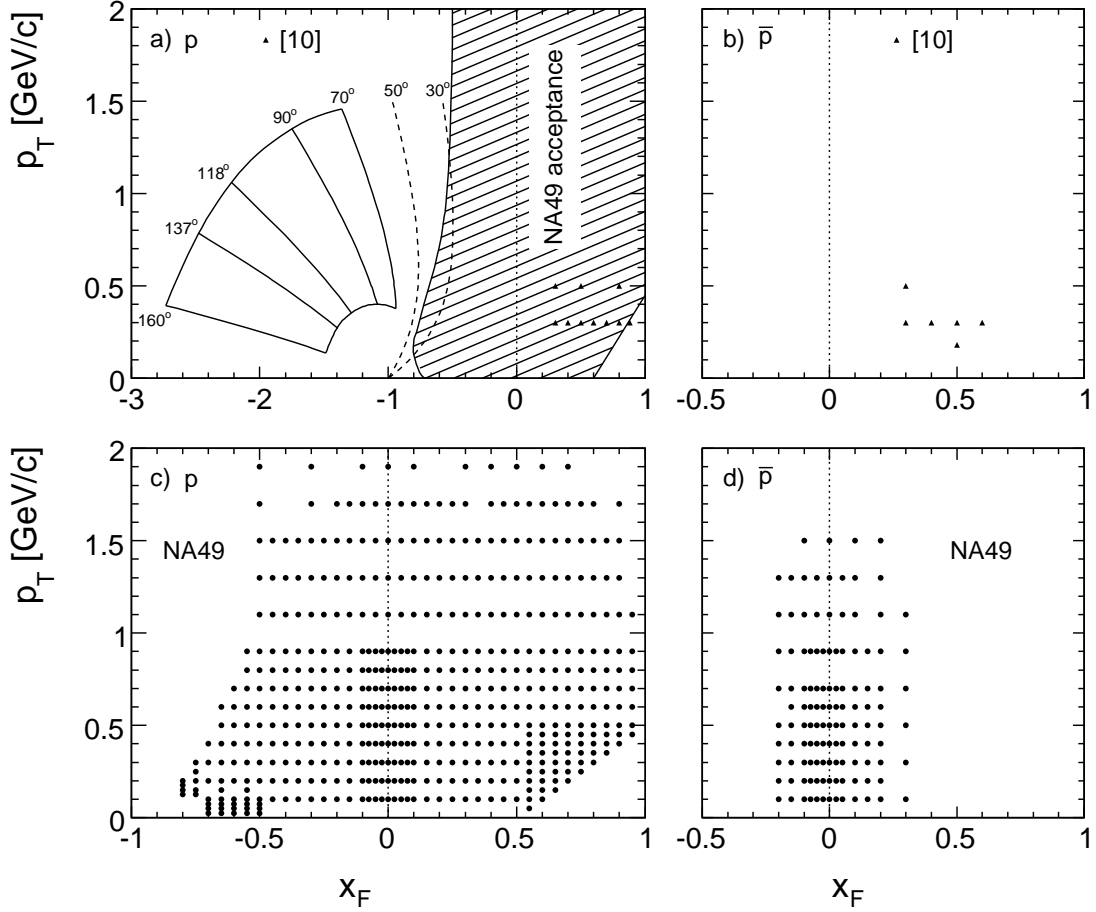 a) p ▲ [10]
50° 30°
70°
90°
118°
137°
160°
NA49 acceptance
p_T [GeV/c]
2
1.5
1
0.5
0
-3 -2 -1 0 1
b) p̅ ▲ [10]
-0.5 0 0.5 1
c) p
NA49
p_T [GeV/c]
2
1.5
1
0.5
0
-1 -0.5 0 0.5 1
x_F
d) p̅
NA49
-0.5 0 0.5 1
x_F